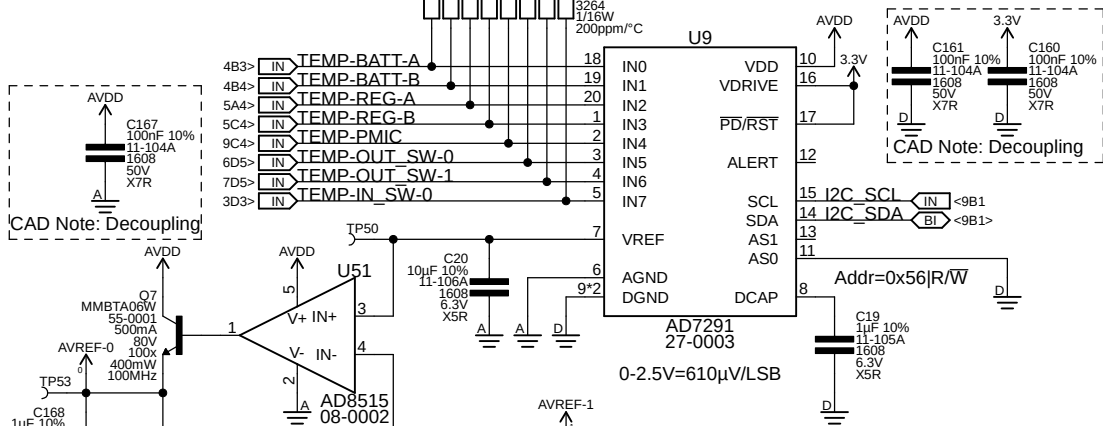 3264
1/16W
200ppm/°C
U9
AVDD
3.3V
AVDD
C161
100nF 10%
11-104A
1608
50V
X7R
D
3.3V
C160
100nF 10%
11-104A
1608
50V
X7R
D
CAD Note: Decoupling
4B3> IN TEMP-BATT-A 18 IN0
4B4> IN TEMP-BATT-B 19 IN1
5A4> IN TEMP-REG-A 20 IN2
5C4> IN TEMP-REG-B 1 IN3
9C4> IN TEMP-PMIC 2 IN4
6D5> IN TEMP-OUT_SW-0 3 IN5
7D5> IN TEMP-OUT_SW-1 4 IN6
3D3> IN TEMP-IN_SW-0 5 IN7
VDD 10
VDRIVE 16
PD/RST 17
ALERT 12
SCL 15 I2C_SCL IN <9B1
SDA 14 I2C_SDA BI <9B1>
AS1 13
AS0 11
D
Addr=0x56|R/W
7 VREF
6 AGND
9*2 DGND
DCAP 8
AD7291
27-0003
0-2.5V=610µV/LSB
C19
1µF 10%
11-105A
1608
6.3V
X5R
D
AVDD
C167
100nF 10%
11-104A
1608
50V
X7R
A
CAD Note: Decoupling
TP50
C20
10µF 10%
11-106A
1608
6.3V
X5R
A
A
D
AVDD
Q7
MMBTA06W
55-0001
500mA
80V
100x
400mW
100MHz
AVDD
U51
5
V+ IN+ 3
1
V- IN- 4
2
A
AD8515
08-0002
AVREF-0
0
TP53
C168
1µF 10%
AVREF-1